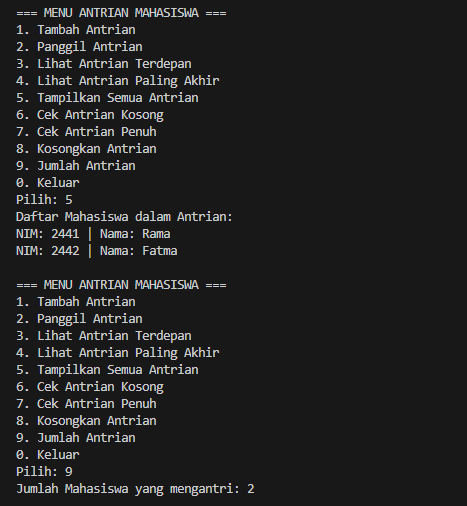 === MENU ANTRIAN MAHASISWA ===
1. Tambah Antrian
2. Panggil Antrian
3. Lihat Antrian Terdepan
4. Lihat Antrian Paling Akhir
5. Tampilkan Semua Antrian
6. Cek Antrian Kosong
7. Cek Antrian Penuh
8. Kosongkan Antrian
9. Jumlah Antrian
0. Keluar
Pilih: 5
Daftar Mahasiswa dalam Antrian:
NIM: 2441 | Nama: Rama
NIM: 2442 | Nama: Fatma

=== MENU ANTRIAN MAHASISWA ===
1. Tambah Antrian
2. Panggil Antrian
3. Lihat Antrian Terdepan
4. Lihat Antrian Paling Akhir
5. Tampilkan Semua Antrian
6. Cek Antrian Kosong
7. Cek Antrian Penuh
8. Kosongkan Antrian
9. Jumlah Antrian
0. Keluar
Pilih: 9
Jumlah Mahasiswa yang mengantri: 2